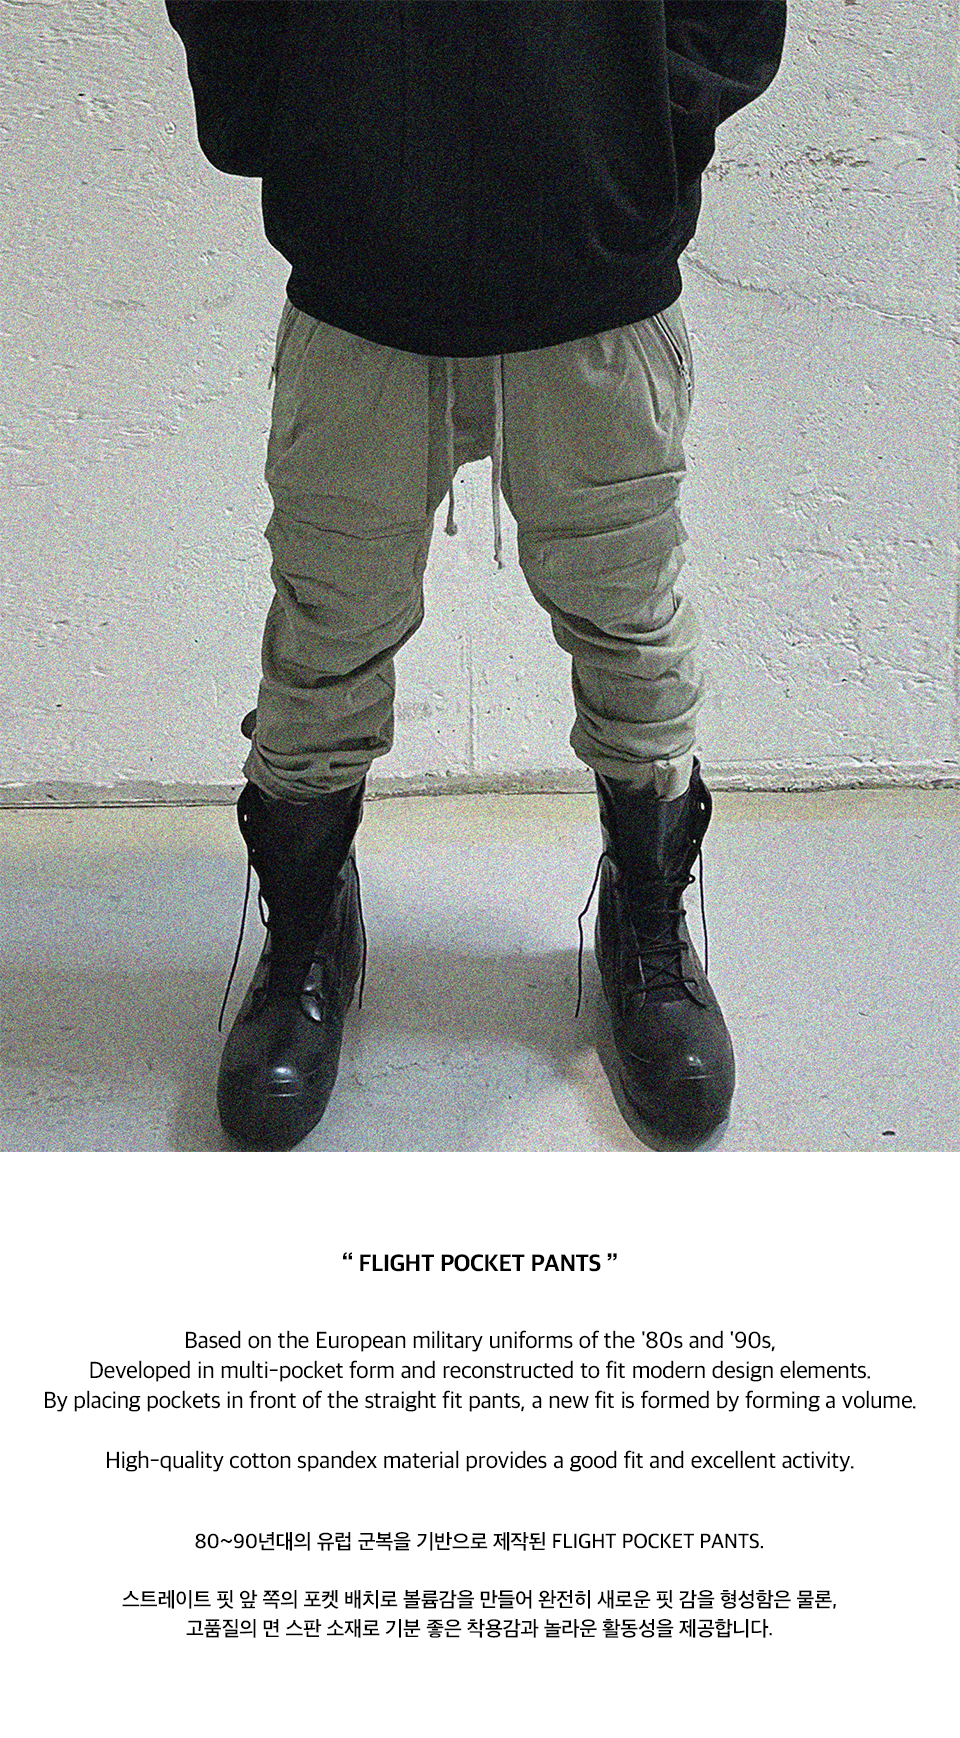 “ FLIGHT POCKET PANTS ”
Based on the European military uniforms of the '80s and '90s,
Developed in multi-pocket form and reconstructed to fit modern design elements.
By placing pockets in front of the straight fit pants, a new fit is formed by forming a volume.
High-quality cotton spandex material provides a good fit and excellent activity.
80~90년대의 유럽 군복을 기반으로 제작된 FLIGHT POCKET PANTS.
스트레이트 핏 앞 쪽의 포켓 배치로 볼륨감을 만들어 완전히 새로운 핏 감을 형성함은 물론,
고품질의 면 스판 소재로 기분 좋은 착용감과 놀라운 활동성을 제공합니다.